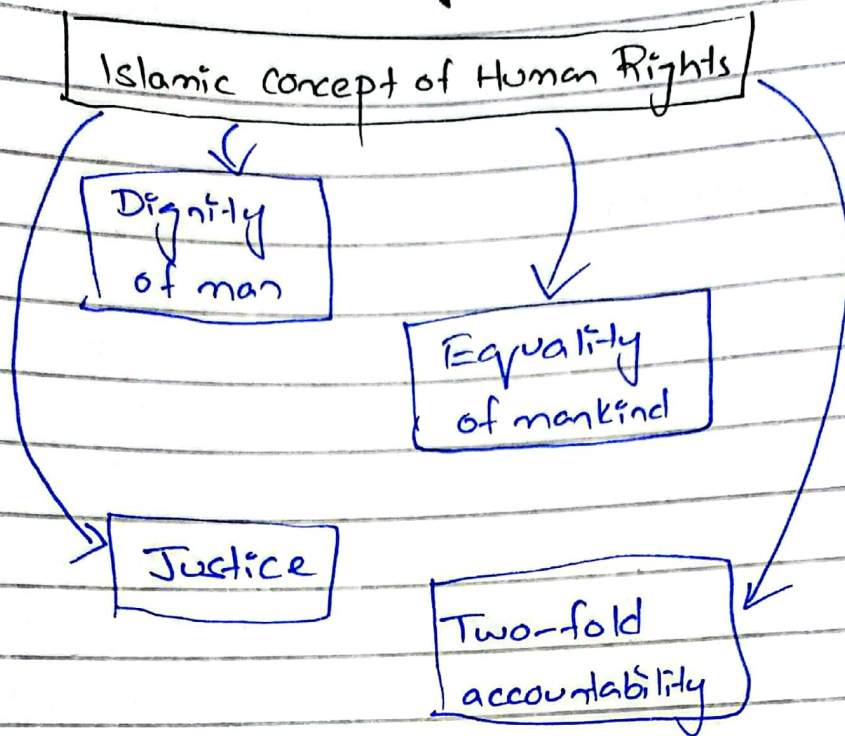 Islamic concept of Human Rights
Dignity
of man
Equality
of mankind
Justice
Two-fold
accountability